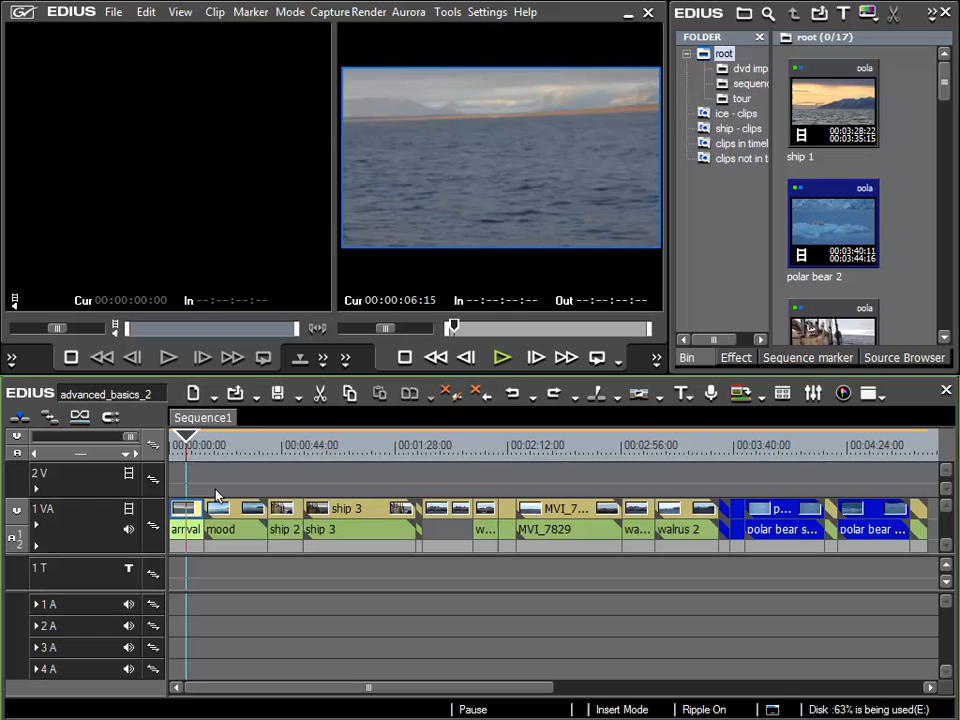 EDIUS File Edit View Clip Marker Mode Capture Render Aurora Tools Settings Help
EDIUS
FOLDER
root (0/17)
root
dvd imp
sequenc
tour
ice - clips
ship - clips
clips in timel
clips not in t
00:03:28:22
00:03:35:15
ship 1
00:03:40:11
00:03:44:16
polar bear 2
Cur 00:00:00:00 In --:--:--:--
Cur 00:00:06:15 In --:--:--:-- Out --:--:--:--
Bin Effect Sequence marker Source Browser
EDIUS advanced_basics_2
Sequence1
00:00:00:00 00:00:44:00 00:01:28:00 00:02:12:00 00:02:56:00 00:03:40:00 00:04:24:00
2 V
1 VA ship 3 MVI_7... p...
arrival mood ship 2 ship 3 w... MVI_7829 wa... walrus 2 polar bear s... polar bear ...
1
2
1 T T
1 A
2 A
3 A
4 A
Pause Insert Mode Ripple On Disk :63% is being used(E:)